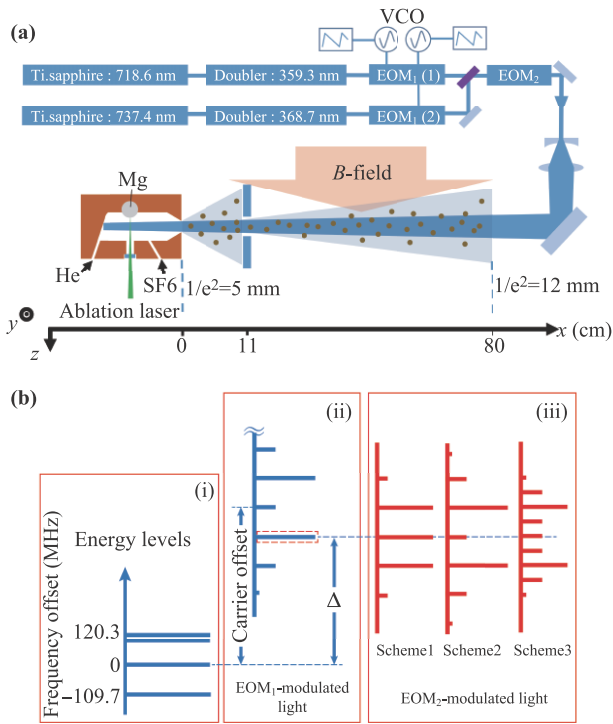 (a)
VCO
Ti.sapphire : 718.6 nm
Doubler : 359.3 nm
EOM₁ (1)
EOM₂
Ti.sapphire : 737.4 nm
Doubler : 368.7 nm
EOM₁ (2)
Mg
B-field
He
SF6
1/e²=5 mm
1/e²=12 mm
Ablation laser
y
z
x (cm)
0
11
80
(b)
(i)
(ii)
(iii)
Frequency offset (MHz)
Energy levels
120.3
0
−109.7
Carrier offset
Δ
EOM₁-modulated
light
Scheme1
Scheme2
Scheme3
EOM₂-modulated light